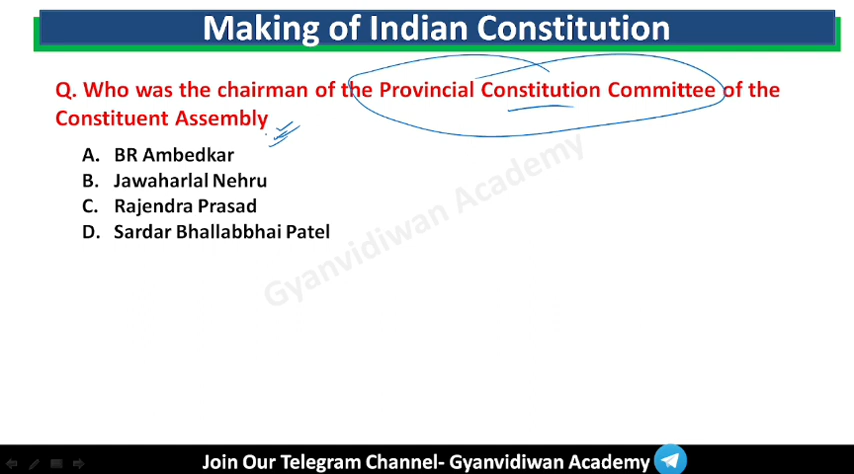 Making of Indian Constitution
Q. Who was the chairman of the Provincial Constitution Committee of the
Constituent Assembly
A. BR Ambedkar
B. Jawaharlal Nehru
C. Rajendra Prasad
D. Sardar Bhallabbhai Patel
Gyanvidiwan Academy
Join Our Telegram Channel- Gyanvidiwan Academy